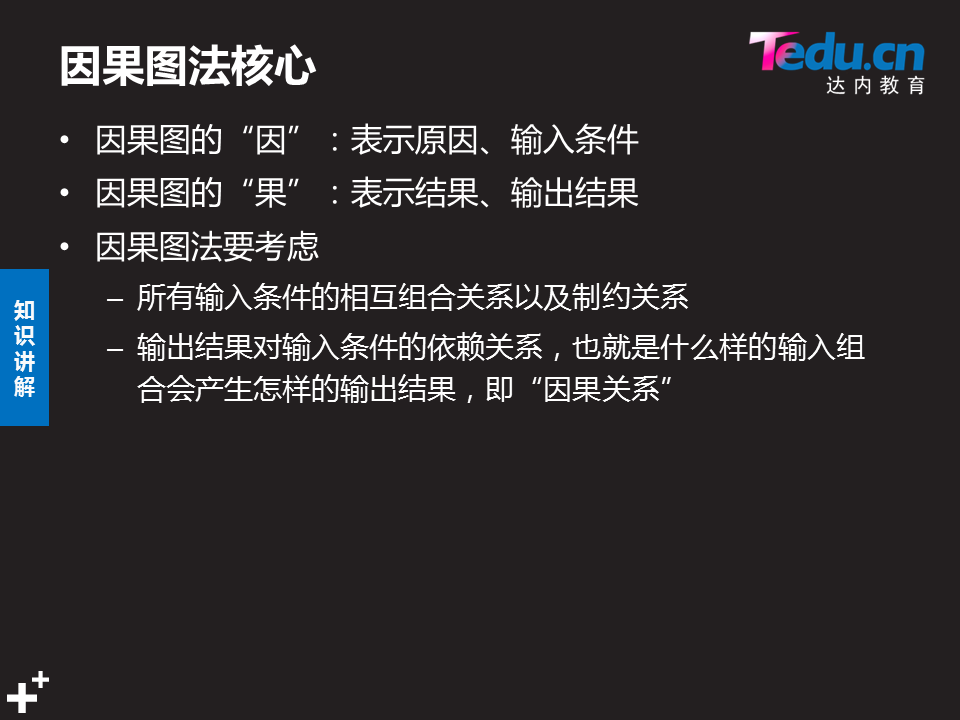 因果图法核心
Tedu.cn
达内教育
• 因果图的“因”：表示原因、输入条件
• 因果图的“果”：表示结果、输出结果
• 因果图法要考虑
– 所有输入条件的相互组合关系以及制约关系
– 输出结果对输入条件的依赖关系，也就是什么样的输入组
合会产生怎样的输出结果，即“因果关系”
知
识
讲
解